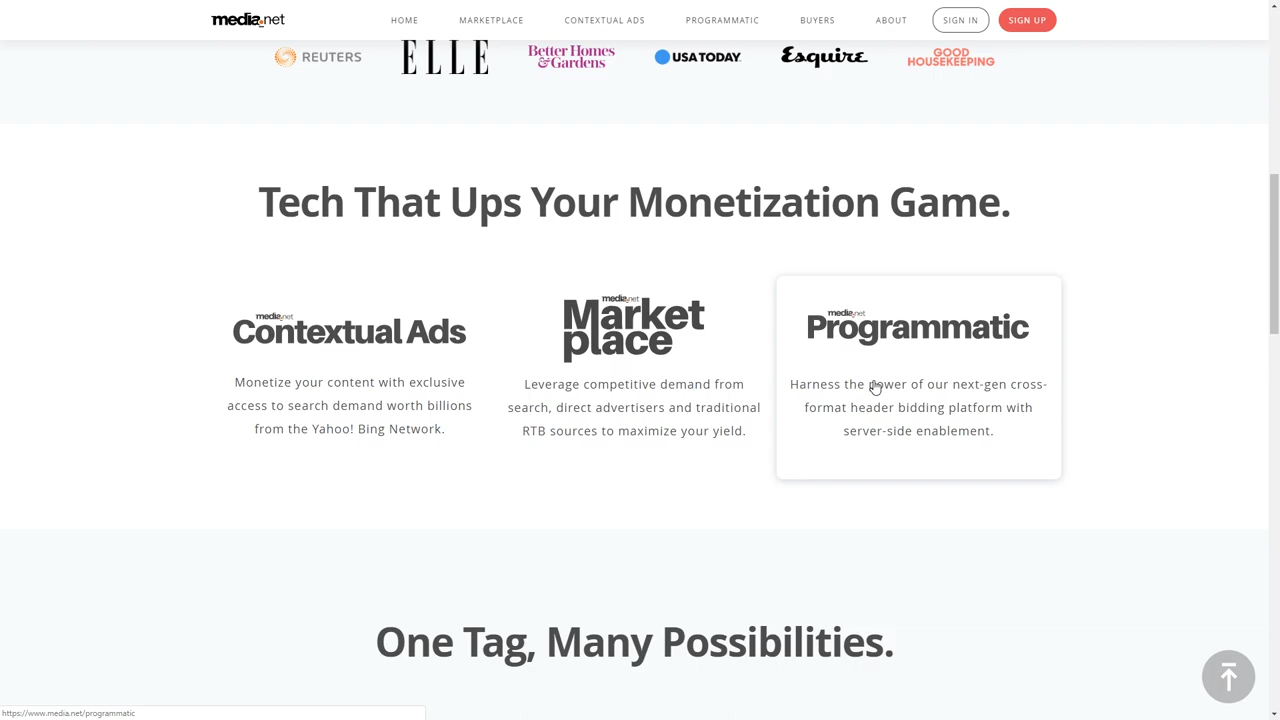 media.net
HOME
MARKETPLACE
CONTEXTUAL ADS
PROGRAMMATIC
BUYERS
ABOUT
SIGN IN
SIGN UP
REUTERS
ELLE
Better Homes
&Gardens
USA TODAY
Esquire
GOOD
HOUSEKEEPING
Tech That Ups Your Monetization Game.
media.net
Contextual Ads
Monetize your content with exclusive
access to search demand worth billions
from the Yahoo! Bing Network.
media.net
Market
place
Leverage competitive demand from
search, direct advertisers and traditional
RTB sources to maximize your yield.
media.net
Programmatic
Harness the power of our next-gen cross-
format header bidding platform with
server-side enablement.
One Tag, Many Possibilities.
https://www.media.net/programmatic